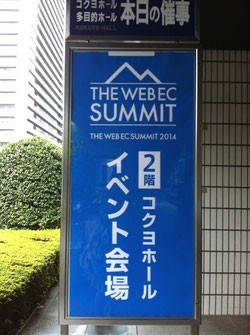 コクヨホール
多目的ホール
本日の催事
KOKUYO HALL
THE WEB EC
SUMMIT
THE WEB EC SUMMIT 2014
2階 コクヨホール
イベント会場